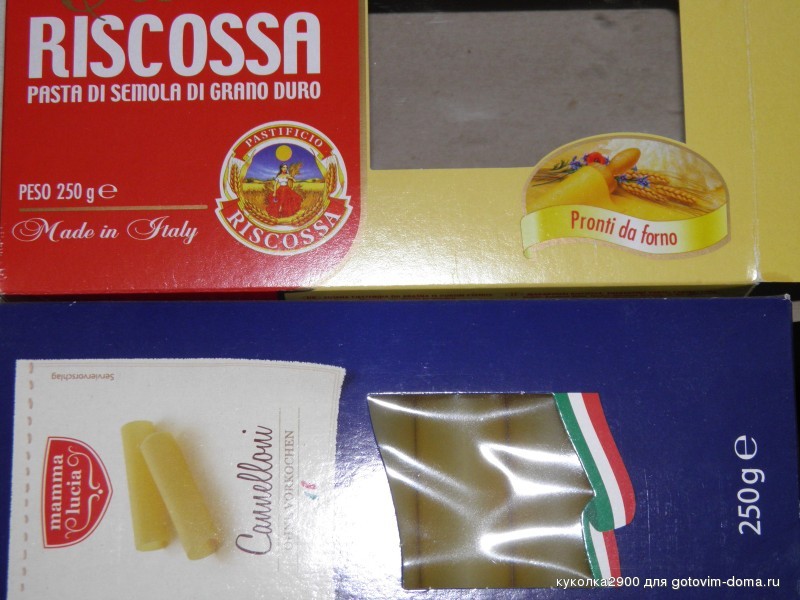 RISCOSSA
PASTA DI SEMOLA DI GRANO DURO
PESO 250 g e
Made in Italy
PASTIFICIO
RISCOSSA
Pronti da forno
Serviervorschlag
mamma
lucia
Cannelloni
OHNE VORKOCHEN
250g e
куколка2900 для gotovim-doma.ru